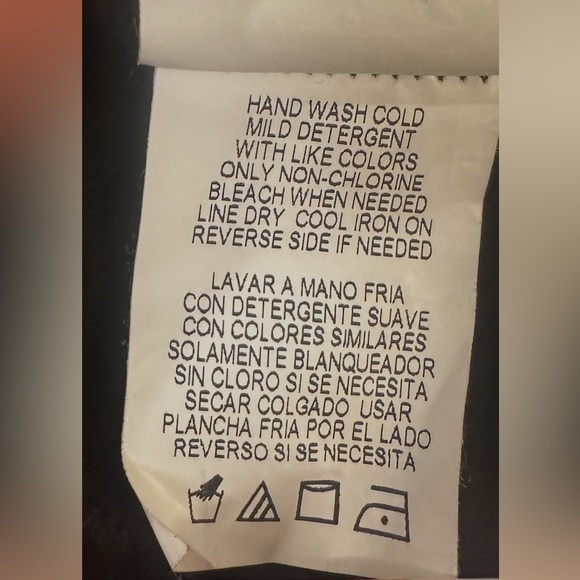 HAND WASH COLD
MILD DETERGENT
WITH LIKE COLORS
ONLY NON-CHLORINE
BLEACH WHEN NEEDED
LINE DRY COOL IRON ON
REVERSE SIDE IF NEEDED
LAVAR A MANO FRIA
CON DETERGENTE SUAVE
CON COLORES SIMILARES
SOLAMENTE BLANQUEADOR
SIN CLORO SI SE NECESITA
SECAR COLGADO USAR
PLANCHA FRIA POR EL LADO
REVERSO SI SE NECESITA